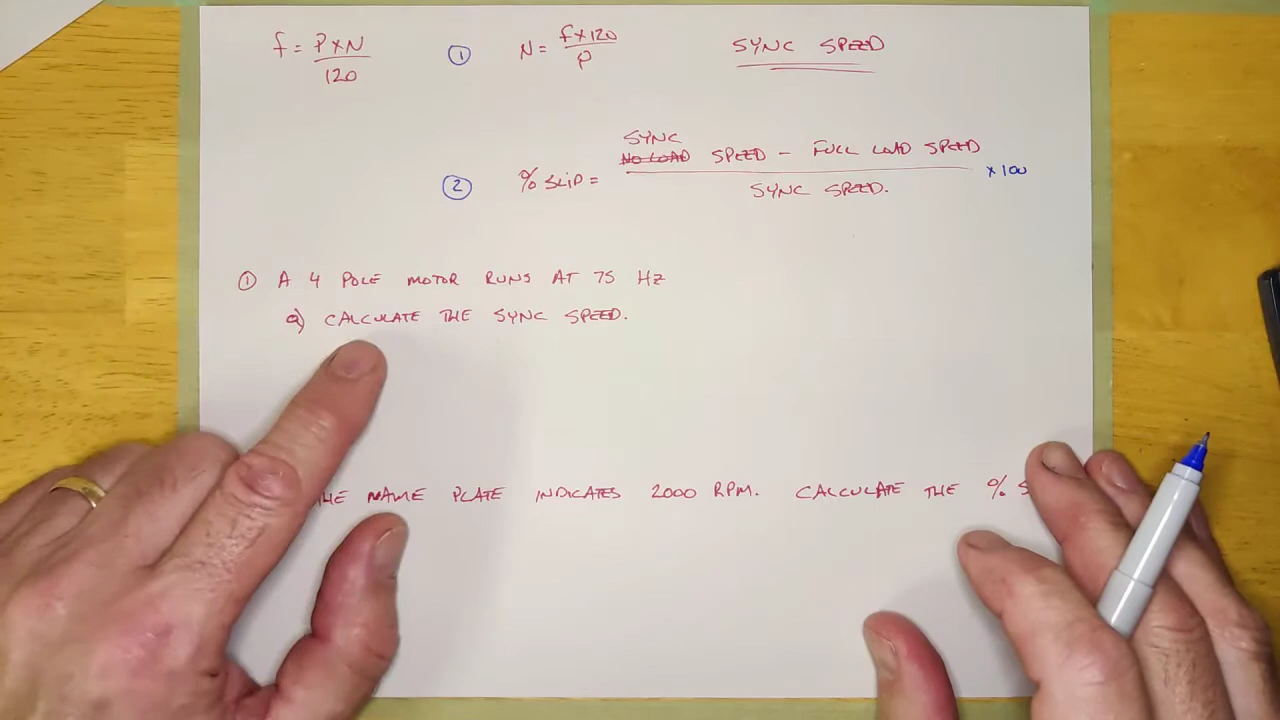 f = P x N / 120
① N = f x 120 / P
SYNC SPEED
② % SLIP = SYNC NO LOAD SPEED - FULL LOAD SPEED / SYNC SPEED. x 100
① A 4 POLE MOTOR RUNS AT 75 HZ
a) CALCULATE THE SYNC SPEED.
NAME PLATE INDICATES 2000 RPM. CALCULATE THE %